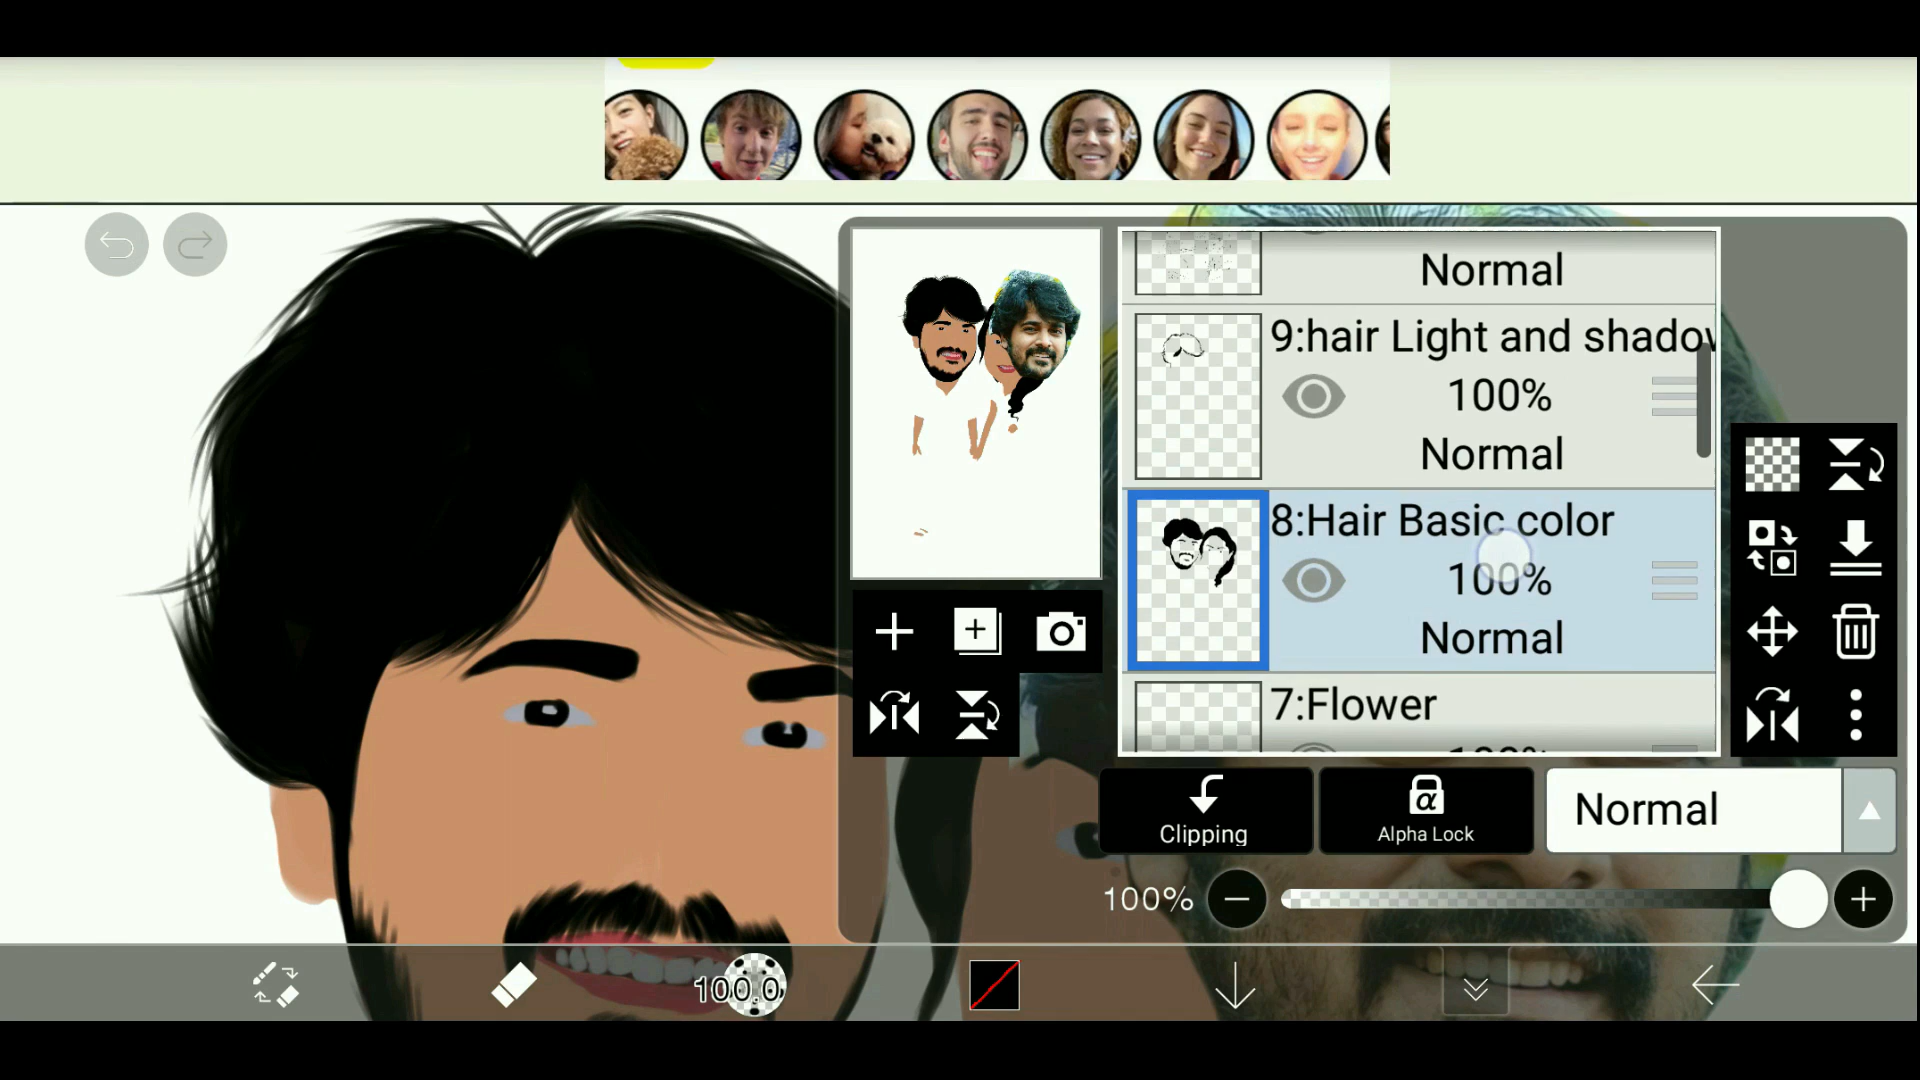 Normal
9:hair Light and shadow
100%
Normal
8:Hair Basic color
100%
Normal
7:Flower
Clipping
α
Alpha Lock
Normal
100%
100.0